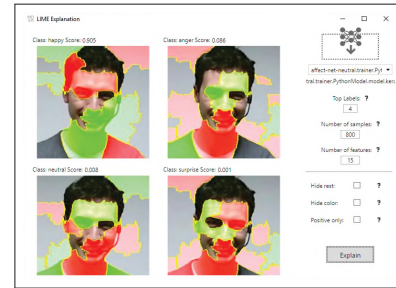 LIME Explanation
Class: happy Score: 0.905
Class: anger Score: 0.086
Class: neutral Score: 0.008
Class: surprise Score: 0.001
affect-net-neutral.trainer.Pyt
tral.trainer.PythonModel.model.kera
Top Labels: ?
4
Number of samples: ?
800
Number of features: ?
15
Hide rest: ?
Hide color: ?
Positive only: ?
Explain